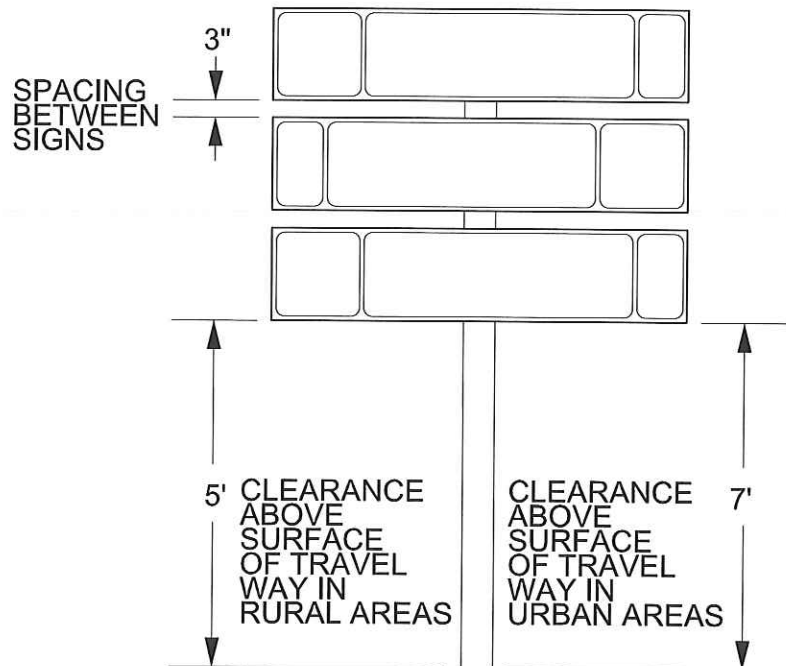 3"
SPACING
BETWEEN
SIGNS
5'
CLEARANCE
ABOVE
SURFACE
OF TRAVEL
WAY IN
RURAL AREAS
CLEARANCE
ABOVE
SURFACE
OF TRAVEL
WAY IN
URBAN AREAS
7'